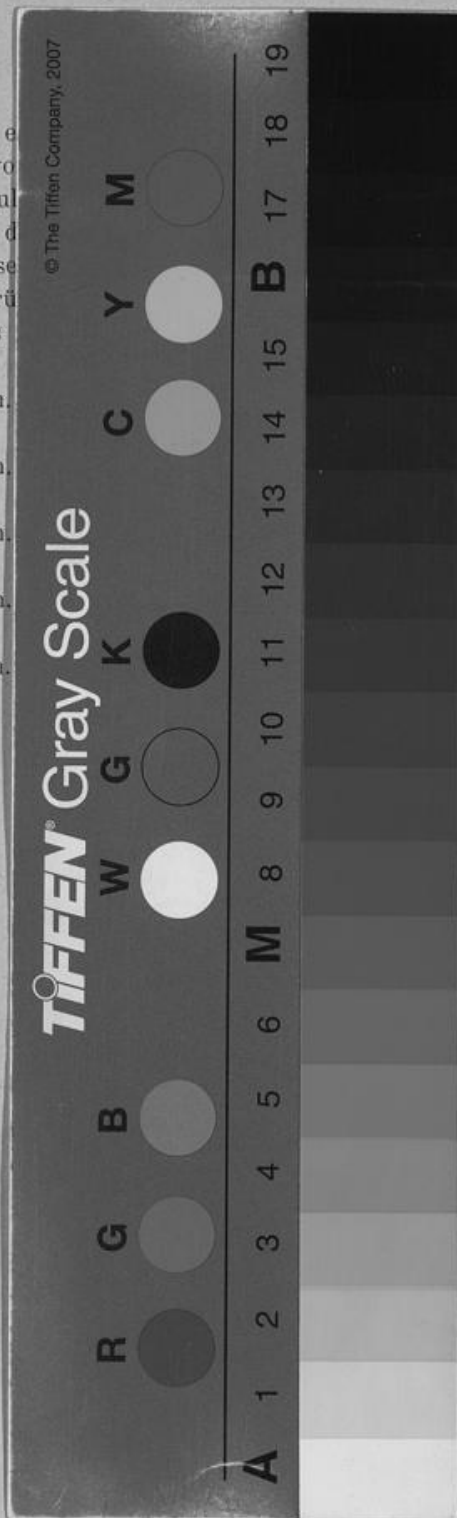 © The Tiffen Company, 2007
TIFFEN® Gray Scale
R G B W G K C Y M
A 1 2 3 4 5 6 M 8 9 10 11 12 13 14 15 B 17 18 19